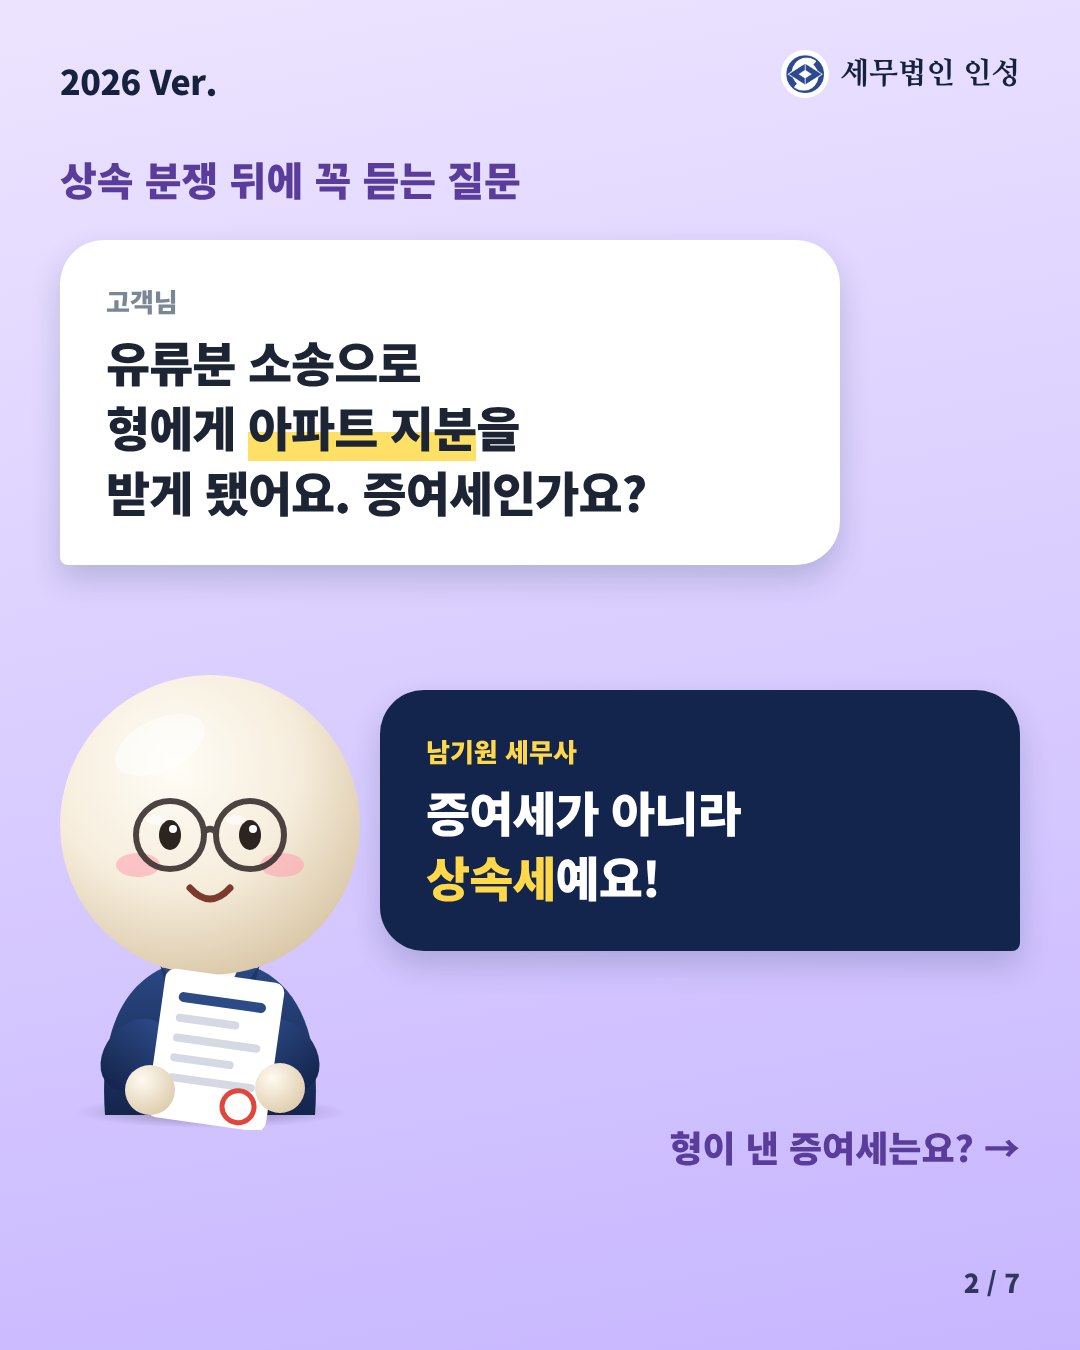 2026 Ver.
세무법인 인성
상속 분쟁 뒤에 꼭 듣는 질문
고객님
유류분 소송으로
형에게 아파트 지분을
받게 됐어요. 증여세인가요?
남기원 세무사
증여세가 아니라
상속세예요!
형이 낸 증여세는요? →
2 / 7